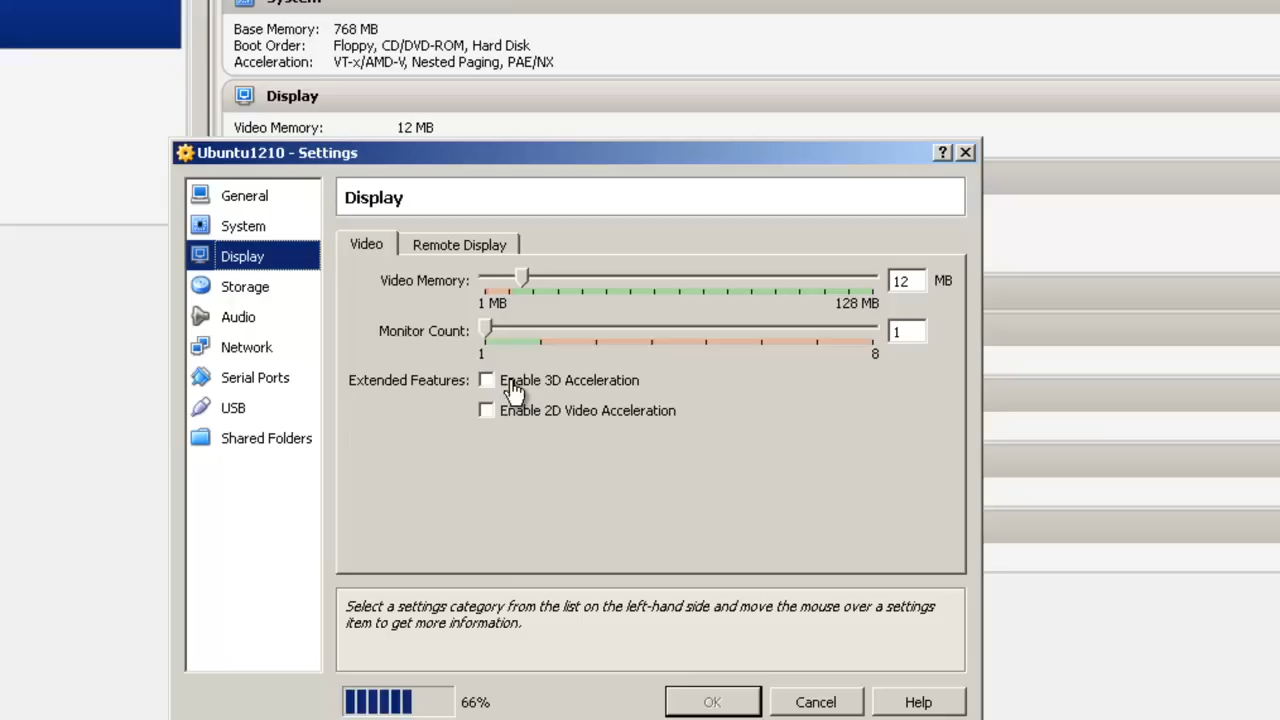 System
Base Memory: 768 MB
Boot Order: Floppy, CD/DVD-ROM, Hard Disk
Acceleration: VT-x/AMD-V, Nested Paging, PAE/NX
Display
Video Memory: 12 MB
Ubuntu1210 - Settings
General
System
Display
Storage
Audio
Network
Serial Ports
USB
Shared Folders
Display
Video Remote Display
Video Memory: 12 MB
1 MB 128 MB
Monitor Count: 1
1 8
Extended Features: Enable 3D Acceleration
Enable 2D Video Acceleration
Select a settings category from the list on the left-hand side and move the mouse over a settings
item to get more information.
66% OK Cancel Help